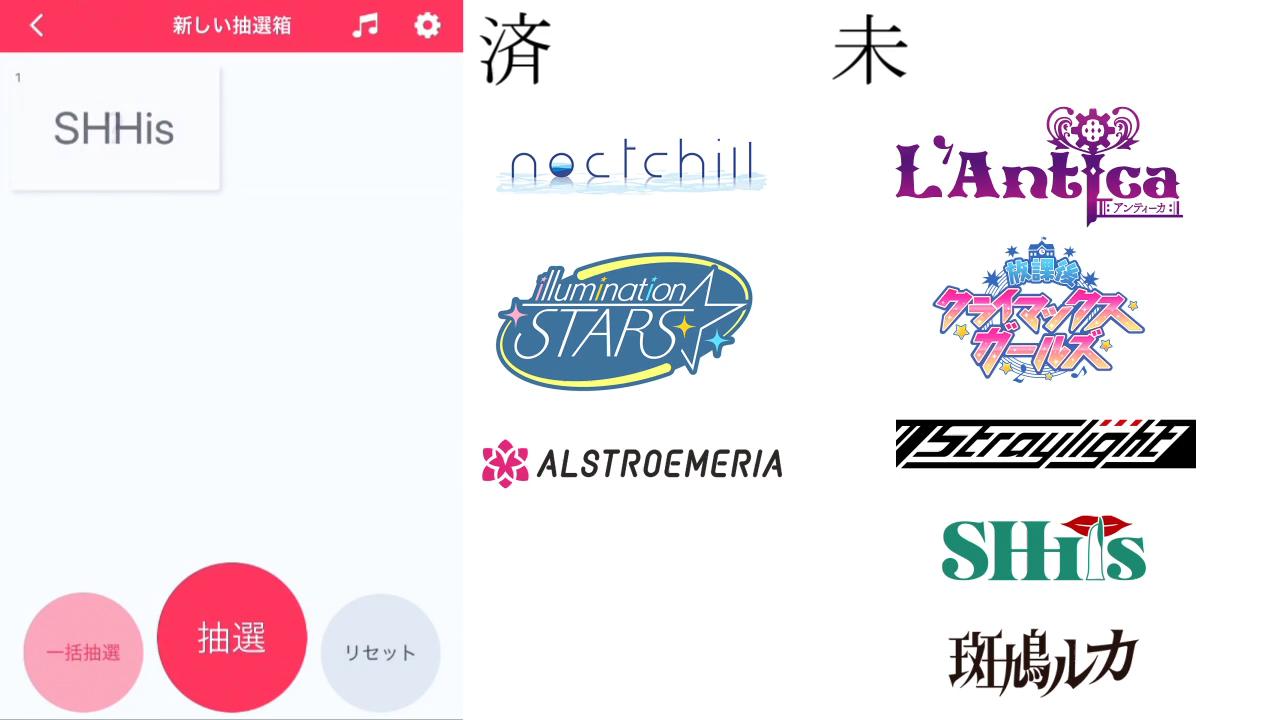 新しい抽選箱
1
SHHis
一括抽選
抽選
リセット
済
noctchill
illumination
STARS
ALSTROEMERIA
未
L'Antica
アンティーカ
放課後
クライマックス
ガールズ
Straylight
SHHis
斑鳩ルカ